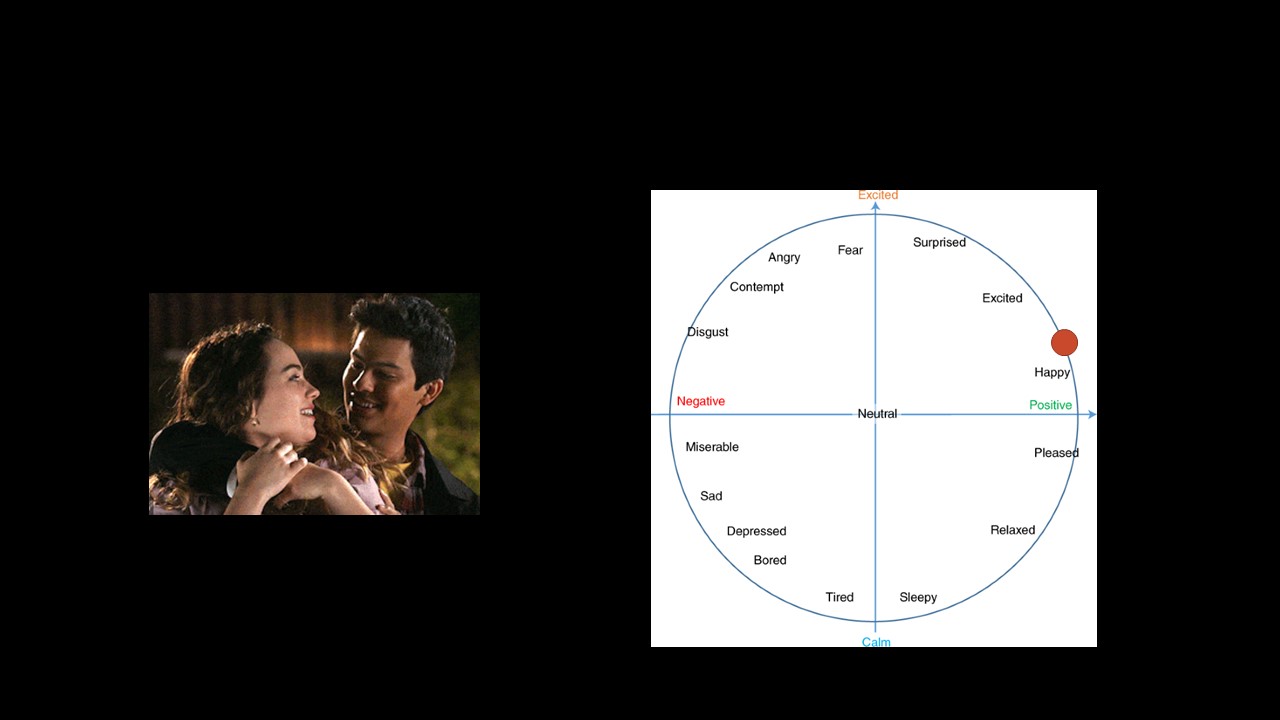 Excited
Surprised
Fear
Angry
Contempt
Excited
Disgust
Happy
Negative
Positive
Neutral
Miserable
Pleased
Sad
Depressed
Relaxed
Bored
Tired
Sleepy
Calm